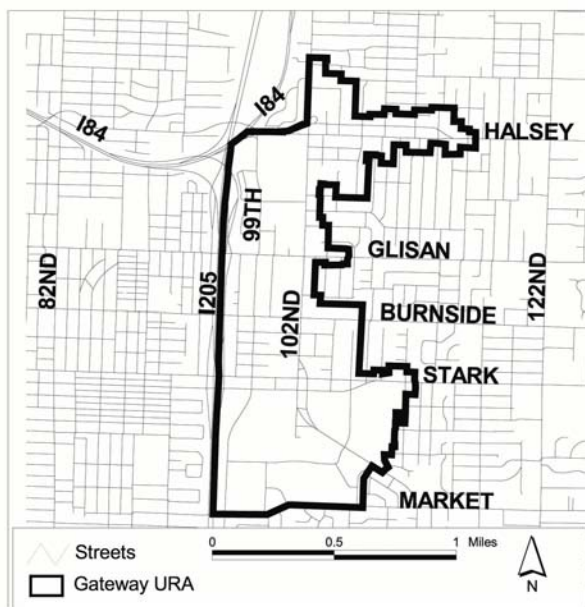 I84
I84
HALSEY
99TH
GLISAN
82ND
I205
102ND
BURNSIDE
122ND
STARK
MARKET
Streets
Gateway URA
0 0.5 1 Miles
N